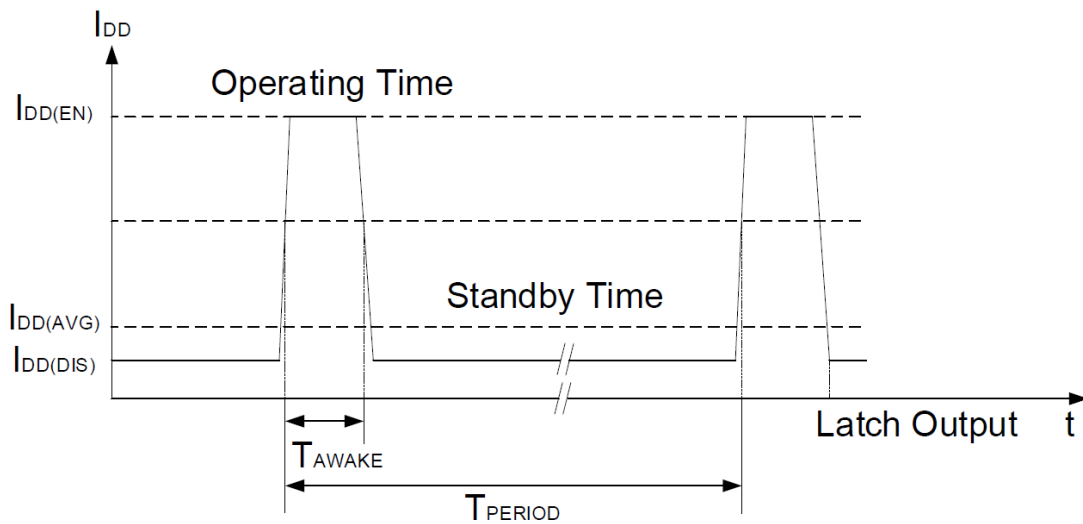 IDD
Operating Time
IDD(EN)
Standby Time
IDD(AVG)
IDD(DIS)
Latch Output t
TAWAKE
TPERIOD